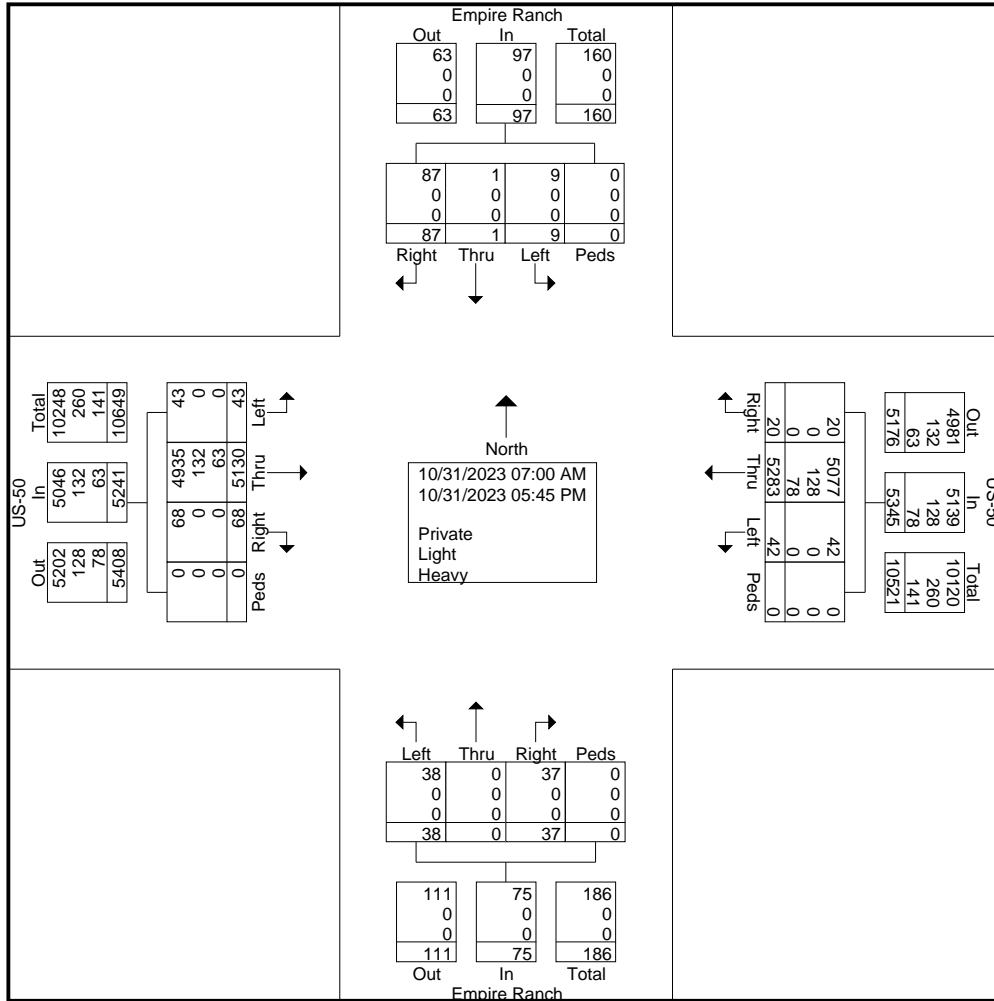 Empire Ranch
Out In Total
63 97 160
0 0 0
0 0 0
63 97 160
87 1 9 0
0 0 0 0
0 0 0 0
87 1 9 0
Right Thru Left Peds
US-50
Total In Out
10248 5046 5202
260 132 128
141 63 78
10649 5241 5408
43 4935 68 0
0 132 0 0
0 63 0 0
43 5130 68 0
Left Thru Right Peds
North
10/31/2023 07:00 AM
10/31/2023 05:45 PM
Private
Light
Heavy
Right Thru Left Peds
20 5077 42 0
0 128 0 0
0 78 0 0
20 5283 42 0
US-50
Out In Total
4981 5139 10120
132 128 260
63 78 141
5176 5345 10521
Left Thru Right Peds
38 0 37 0
0 0 0 0
0 0 0 0
38 0 37 0
111 75 186
0 0 0
0 0 0
111 75 186
Out In Total
Empire Ranch